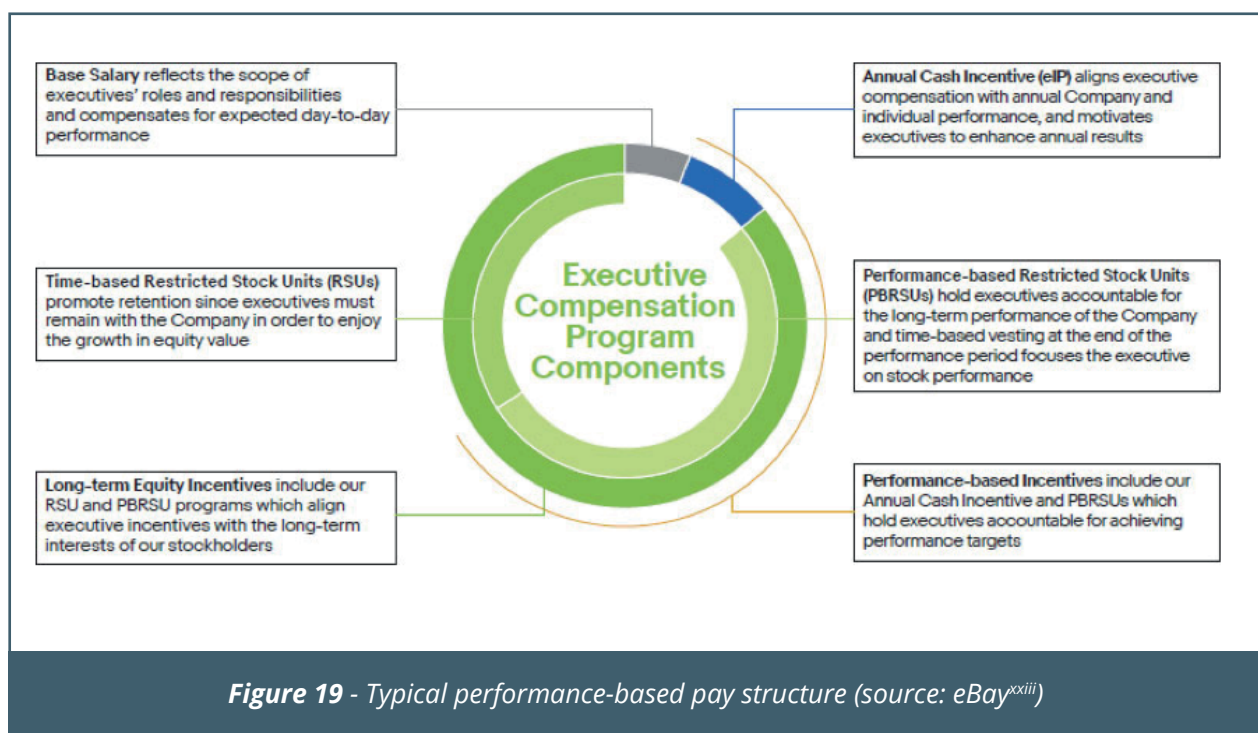 Base Salary reflects the scope of
executives' roles and responsibilities
and compensates for expected day-to-day
performance
Annual Cash Incentive (eIP) aligns executive
compensation with annual Company and
individual performance, and motivates
executives to enhance annual results
Time-based Restricted Stock Units (RSUs)
promote retention since executives must
remain with the Company in order to enjoy
the growth in equity value
Executive
Compensation
Program
Components
Performance-based Restricted Stock Units
(PBRSUs) hold executives accountable for
the long-term performance of the Company
and time-based vesting at the end of the
performance period focuses the executive
on stock performance
Long-term Equity Incentives include our
RSU and PBRSU programs which align
executive incentives with the long-term
interests of our stockholders
Performance-based Incentives include our
Annual Cash Incentive and PBRSUs which
hold executives accountable for achieving
performance targets
Figure 19 - Typical performance-based pay structure (source: eBayxxiii)